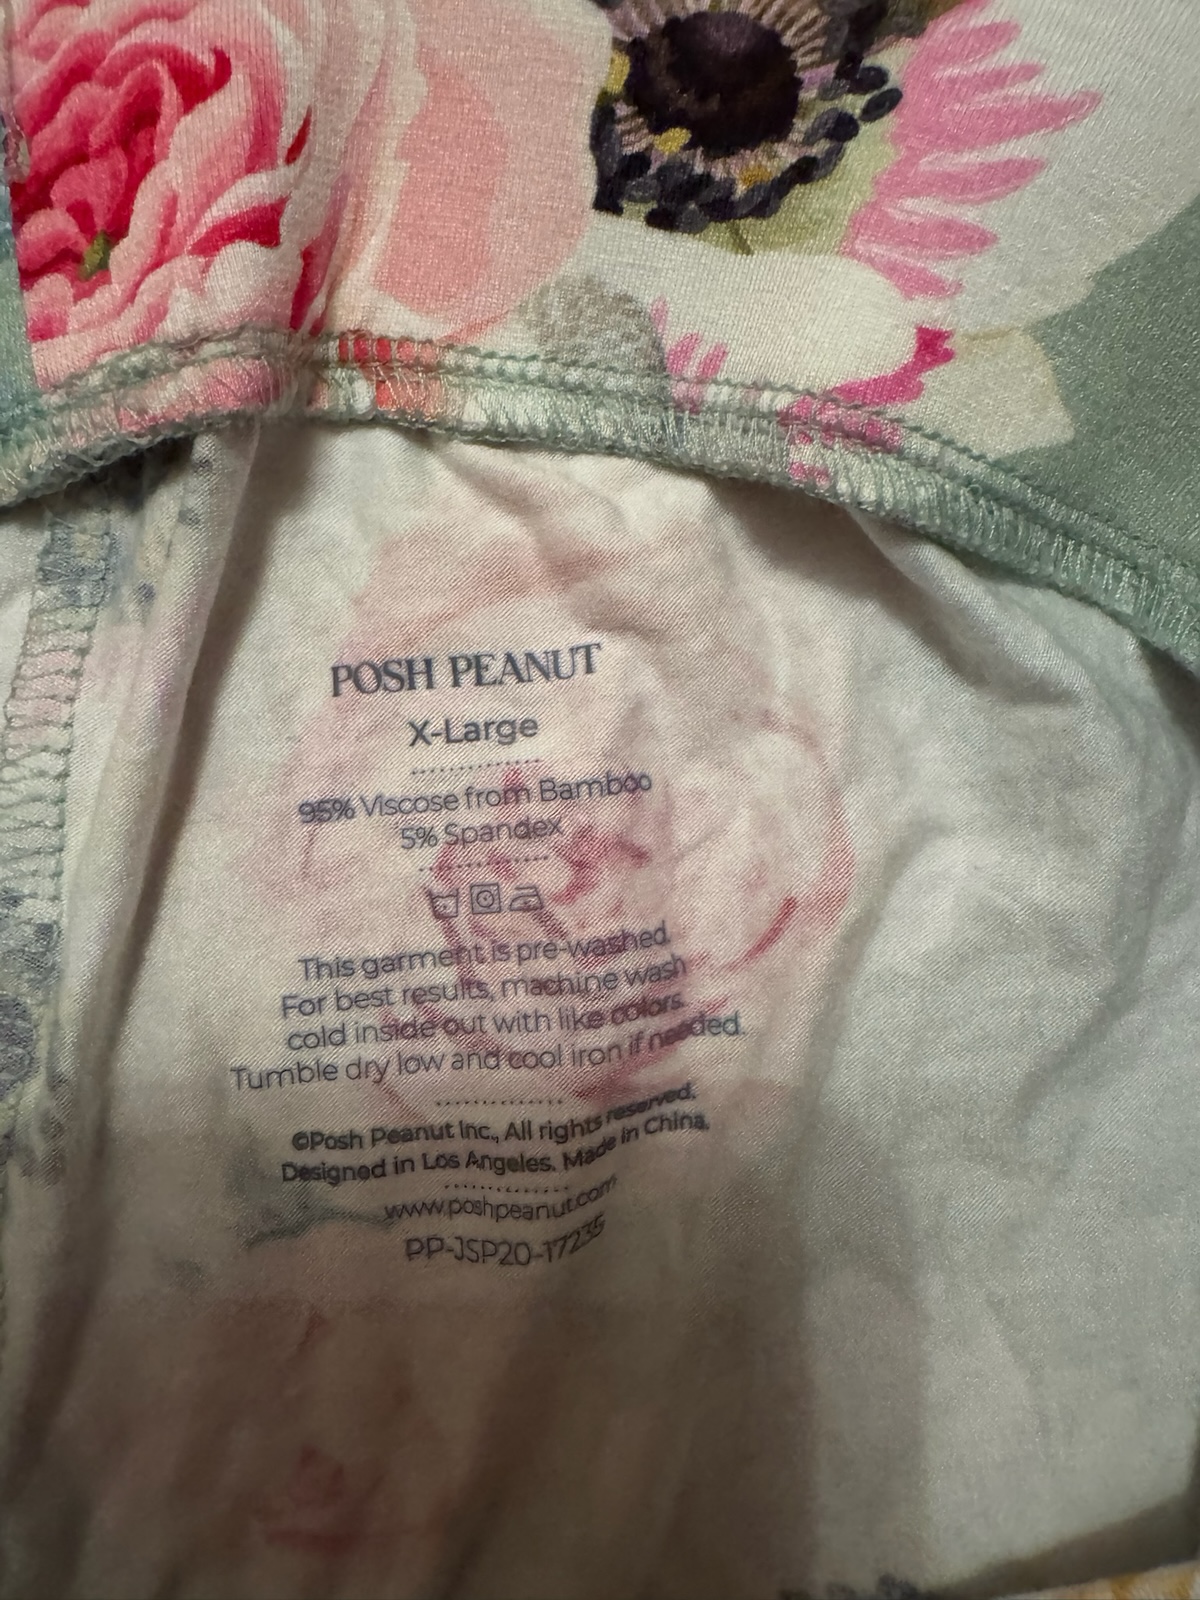 POSH PEANUT
X-Large
95% Viscose from Bamboo
5% Spandex
This garment is pre-washed.
For best results, machine wash
cold inside out with like colors.
Tumble dry low and cool iron if needed.
©Posh Peanut Inc., All rights reserved.
Designed in Los Angeles. Made in China.
www.poshpeanut.com
PP-JSP20-17235